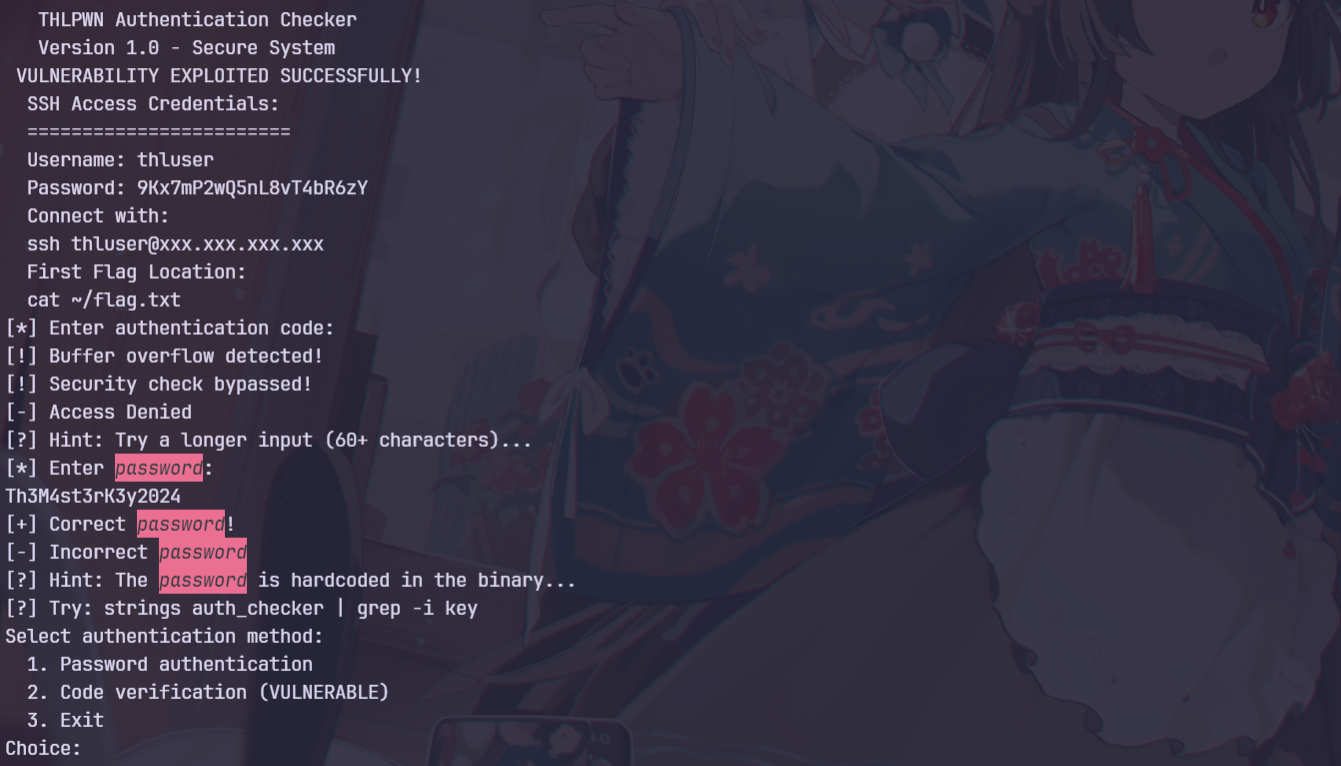 THLPWN Authentication Checker
Version 1.0 - Secure System
VULNERABILITY EXPLOITED SUCCESSFULLY!
SSH Access Credentials:
========================
Username: thluser
Password: 9Kx7mP2wQ5nL8vT4bR6zY
Connect with:
ssh thluser@xxx.xxx.xxx.xxx
First Flag Location:
cat ~/flag.txt
[*] Enter authentication code:
[!] Buffer overflow detected!
[!] Security check bypassed!
[-] Access Denied
[?] Hint: Try a longer input (60+ characters)...
[*] Enter password:
Th3M4st3rK3y2024
[+] Correct password!
[-] Incorrect password
[?] Hint: The password is hardcoded in the binary...
[?] Try: strings auth_checker | grep -i key
Select authentication method:
1. Password authentication
2. Code verification (VULNERABLE)
3. Exit
Choice: